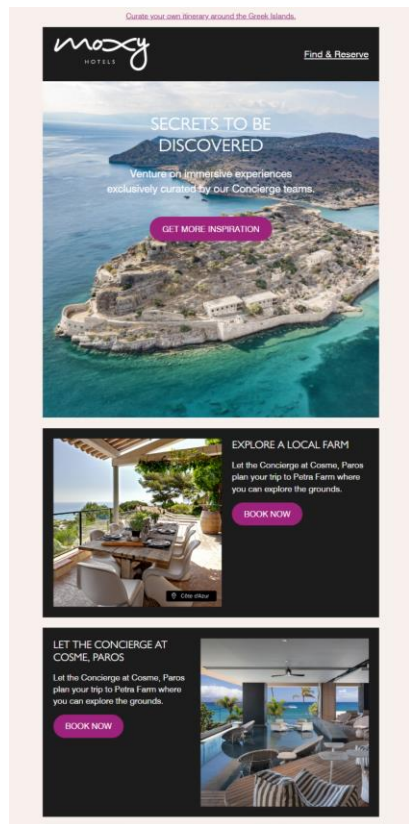 Curate your own itinerary around the Greek Islands.
moxy
HOTELS
Find & Reserve
SECRETS TO BE
DISCOVERED
Venture on immersive experiences
exclusively curated by our Concierge teams.
GET MORE INSPIRATION
EXPLORE A LOCAL FARM
Let the Concierge at Cosme, Paros
plan your trip to Petra Farm where
you can explore the grounds.
BOOK NOW
Côte d'Azur
LET THE CONCIERGE AT
COSME, PAROS
Let the Concierge at Cosme, Paros
plan your trip to Petra Farm where
you can explore the grounds.
BOOK NOW